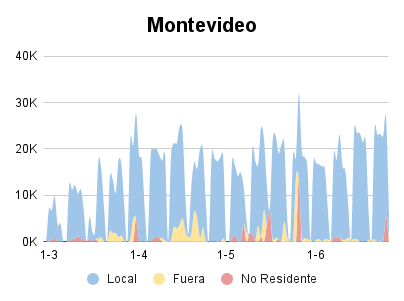 Montevideo
40K
30K
20K
10K
0K
1-3 1-4 1-5 1-6
Local Fuera No Residente